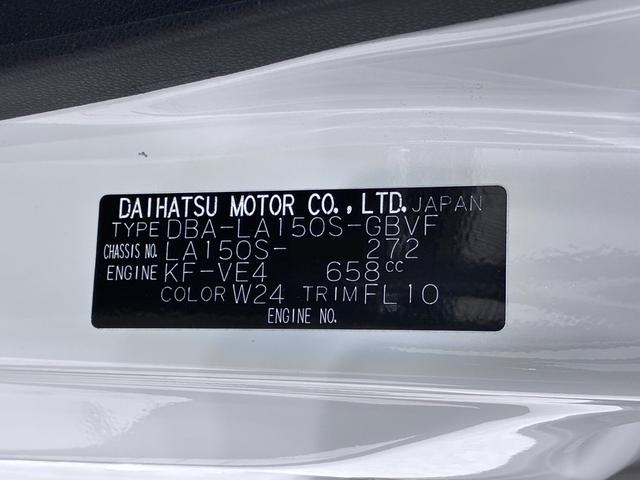 DAIHATSU MOTOR CO., LTD. JAPAN
TYPE DBA-LA150S-GBVF
CHASSIS NO. LA150S- 272
ENGINE KF-VE4 658cc
COLOR W24 TRIM FL10
ENGINE NO.